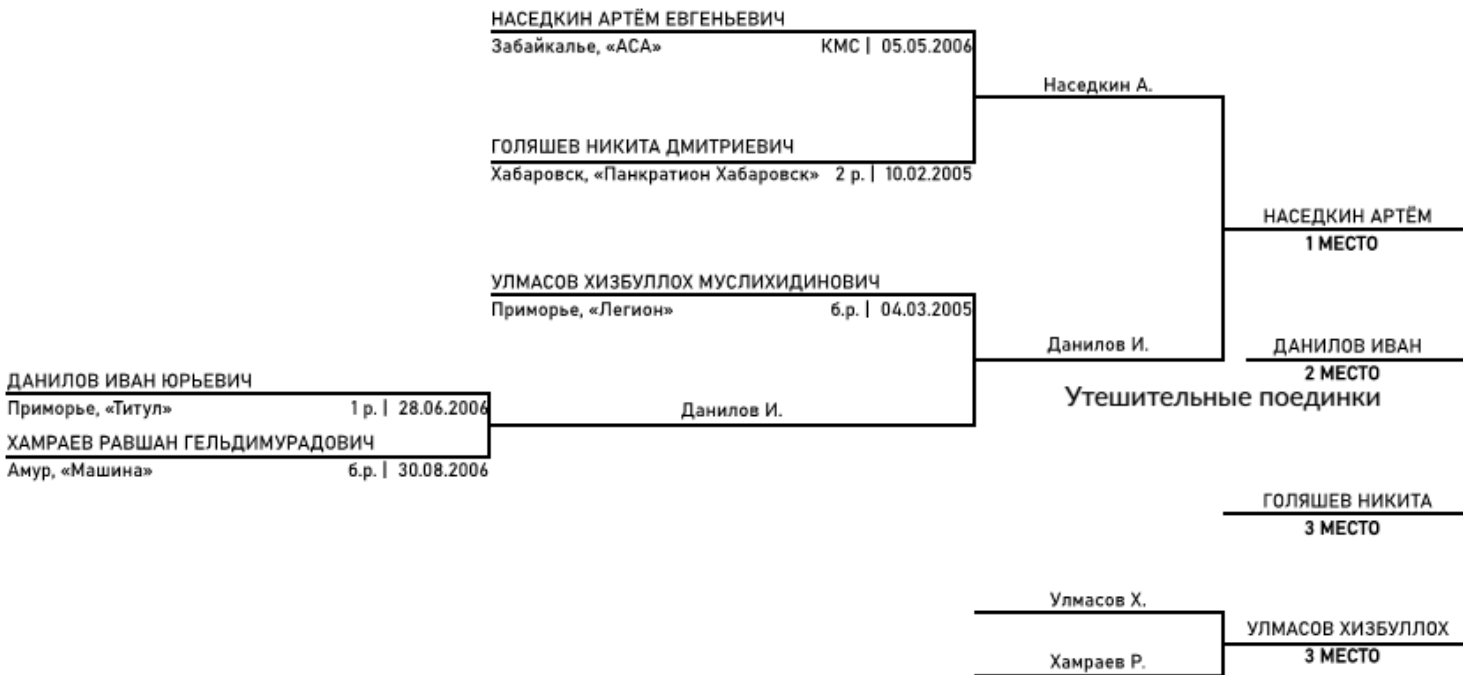 НАСЕДКИН АРТЁМ ЕВГЕНЬЕВИЧ
Забайкалье, «АСА» КМС | 05.05.2006
Наседкин А.
ГОЛЯШЕВ НИКИТА ДМИТРИЕВИЧ
Хабаровск, «Панкратион Хабаровск» 2 р. | 10.02.2005
НАСЕДКИН АРТЁМ
1 МЕСТО
УЛМАСОВ ХИЗБУЛЛОХ МУСЛИХИДИНОВИЧ
Приморье, «Легион» б.р. | 04.03.2005
Данилов И.
ДАНИЛОВ ИВАН
2 МЕСТО
ДАНИЛОВ ИВАН ЮРЬЕВИЧ
Приморье, «Титул» 1 р. | 28.06.2006
Данилов И.
Утешительные поединки
ХАМРАЕВ РАВШАН ГЕЛЬДИМУРАДОВИЧ
Амур, «Машина» б.р. | 30.08.2006
ГОЛЯШЕВ НИКИТА
3 МЕСТО
Улмасов Х.
УЛМАСОВ ХИЗБУЛЛОХ
3 МЕСТО
Хамраев Р.